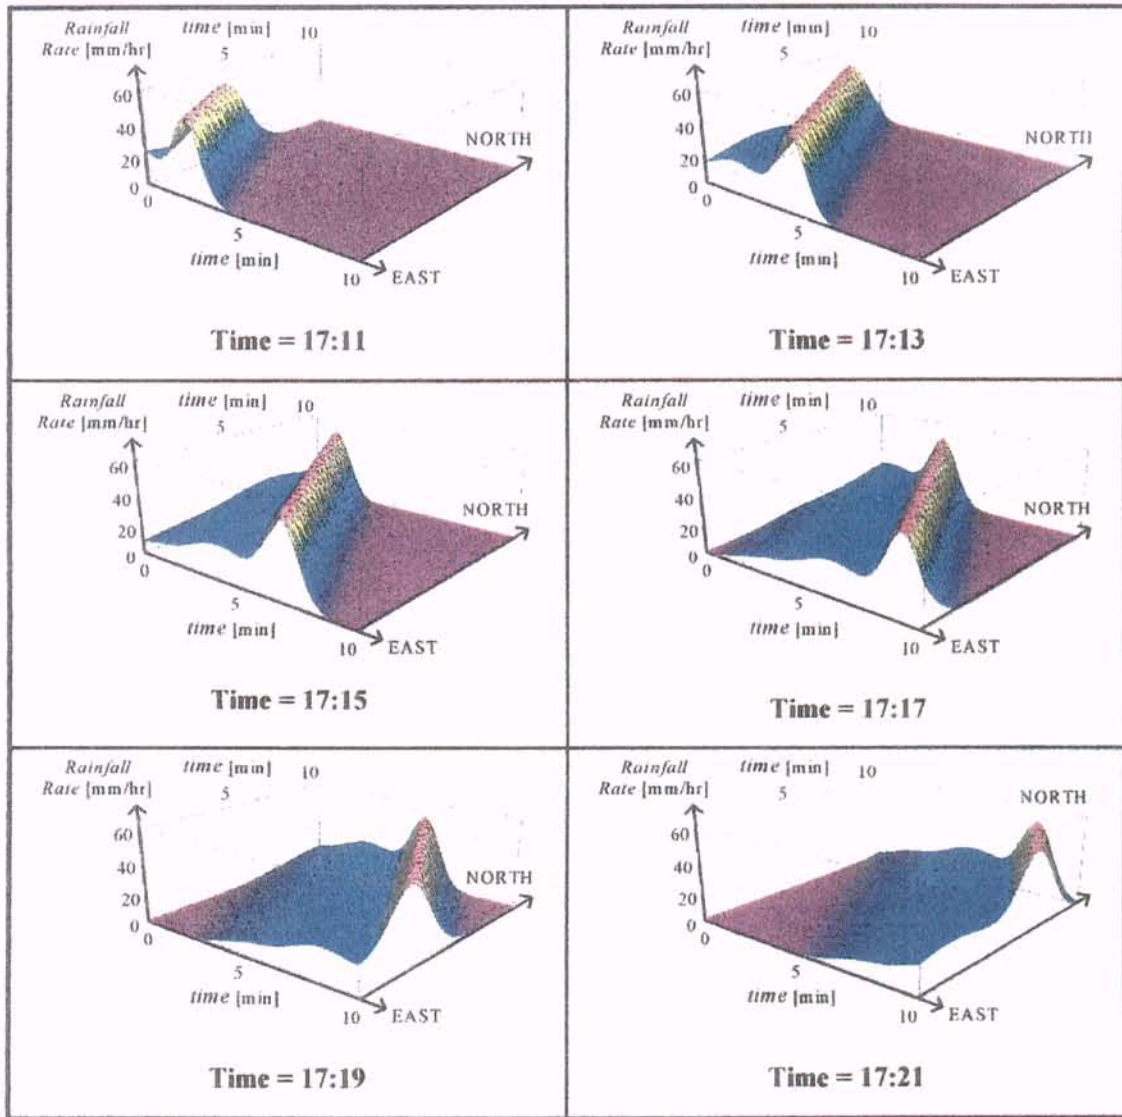 Rainfall time [min] 10
Rate [mm/hr] 5
60
40
20
0
0
5
time [min]
10
EAST
NORTH
Time = 17:11
Rainfall time [min] 10
Rate [mm/hr] 5
60
40
20
0
0
5
time [min]
10
EAST
NORTH
Time = 17:13
Rainfall time [min] 10
Rate [mm/hr] 5
60
40
20
0
0
5
time [min]
10
EAST
NORTH
Time = 17:15
Rainfall time [min] 10
Rate [mm/hr] 5
60
40
20
0
0
5
time [min]
10
EAST
NORTH
Time = 17:17
Rainfall time [min] 10
Rate [mm/hr] 5
60
40
20
0
0
5
time [min]
10
EAST
NORTH
Time = 17:19
Rainfall time [min] 10
Rate [mm/hr] 5
60
40
20
0
0
5
time [min]
10
EAST
NORTH
Time = 17:21